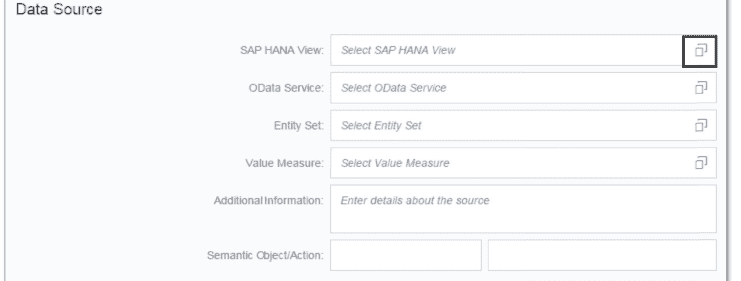 Data Source
SAP HANA View: Select SAP HANA View
OData Service: Select OData Service
Entity Set: Select Entity Set
Value Measure: Select Value Measure
Additional Information: Enter details about the source
Semantic Object/Action: